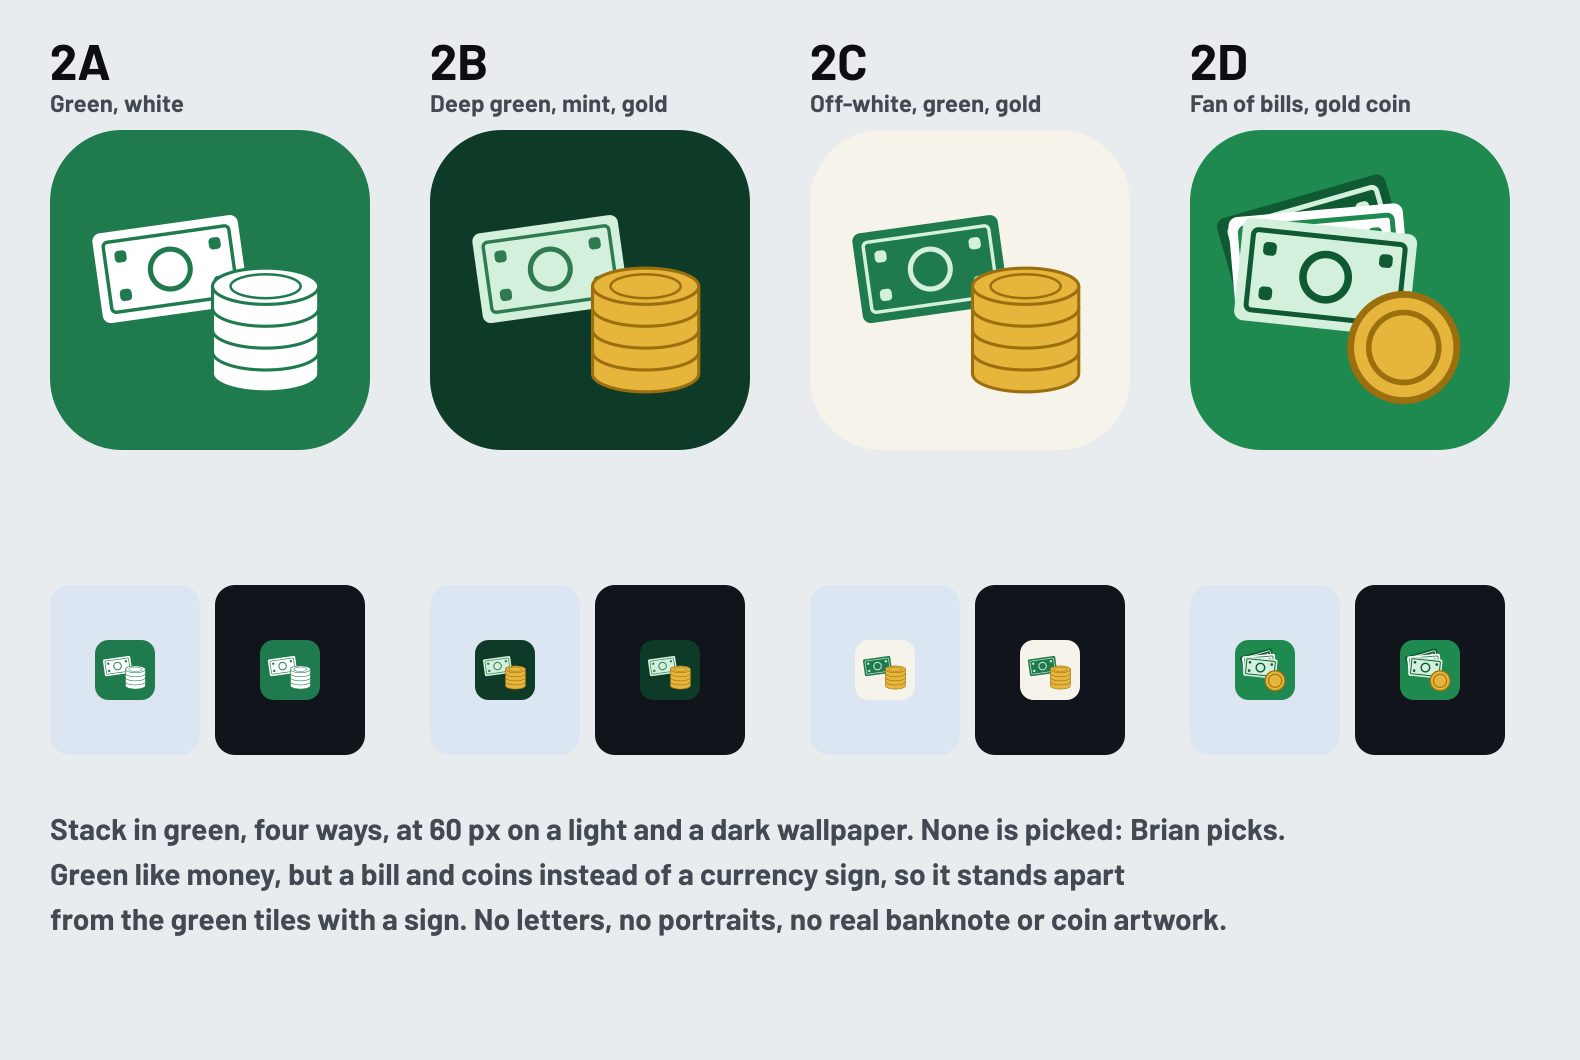 2A
Green, white
2B
Deep green, mint, gold
2C
Off-white, green, gold
2D
Fan of bills, gold coin
Stack in green, four ways, at 60 px on a light and a dark wallpaper. None is picked: Brian picks.
Green like money, but a bill and coins instead of a currency sign, so it stands apart
from the green tiles with a sign. No letters, no portraits, no real banknote or coin artwork.